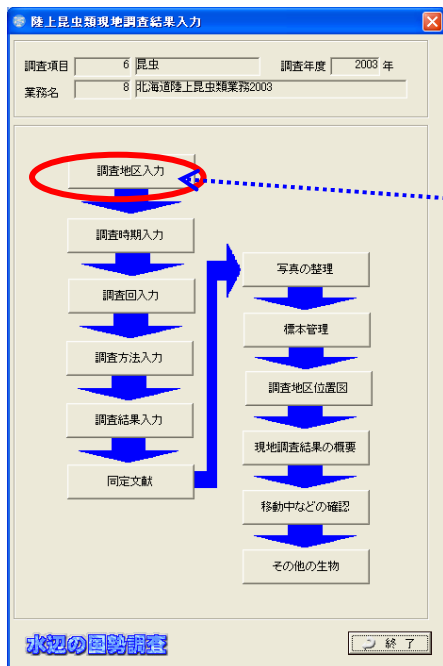 陸上昆虫類現地調査結果入力
調査項目 6 昆虫 調査年度 2003 年
業務名 8 北海道陸上昆虫類業務2003
調査地区入力
調査時期入力
調査回入力
調査方法入力
調査結果入力
同定文献
写真の整理
標本管理
調査地区位置図
現地調査結果の概要
移動中などの確認
その他の生物
水辺の国勢調査
終 了